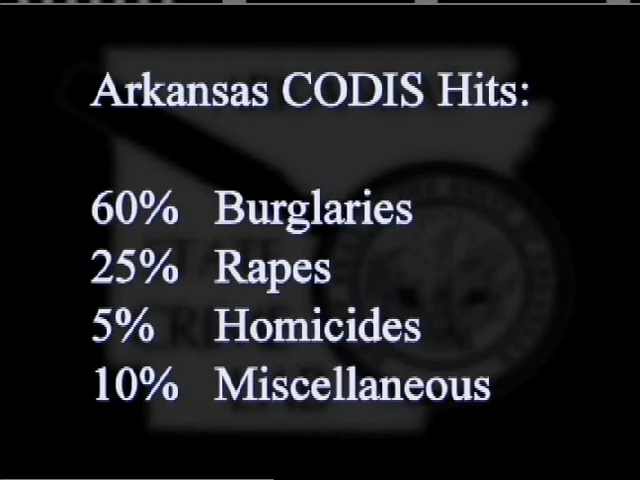 Arkansas CODIS Hits:
60% Burglaries
25% Rapes
5% Homicides
10% Miscellaneous